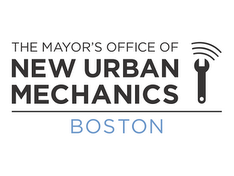 THE MAYOR'S OFFICE OF
NEW URBAN
MECHANICS
BOSTON